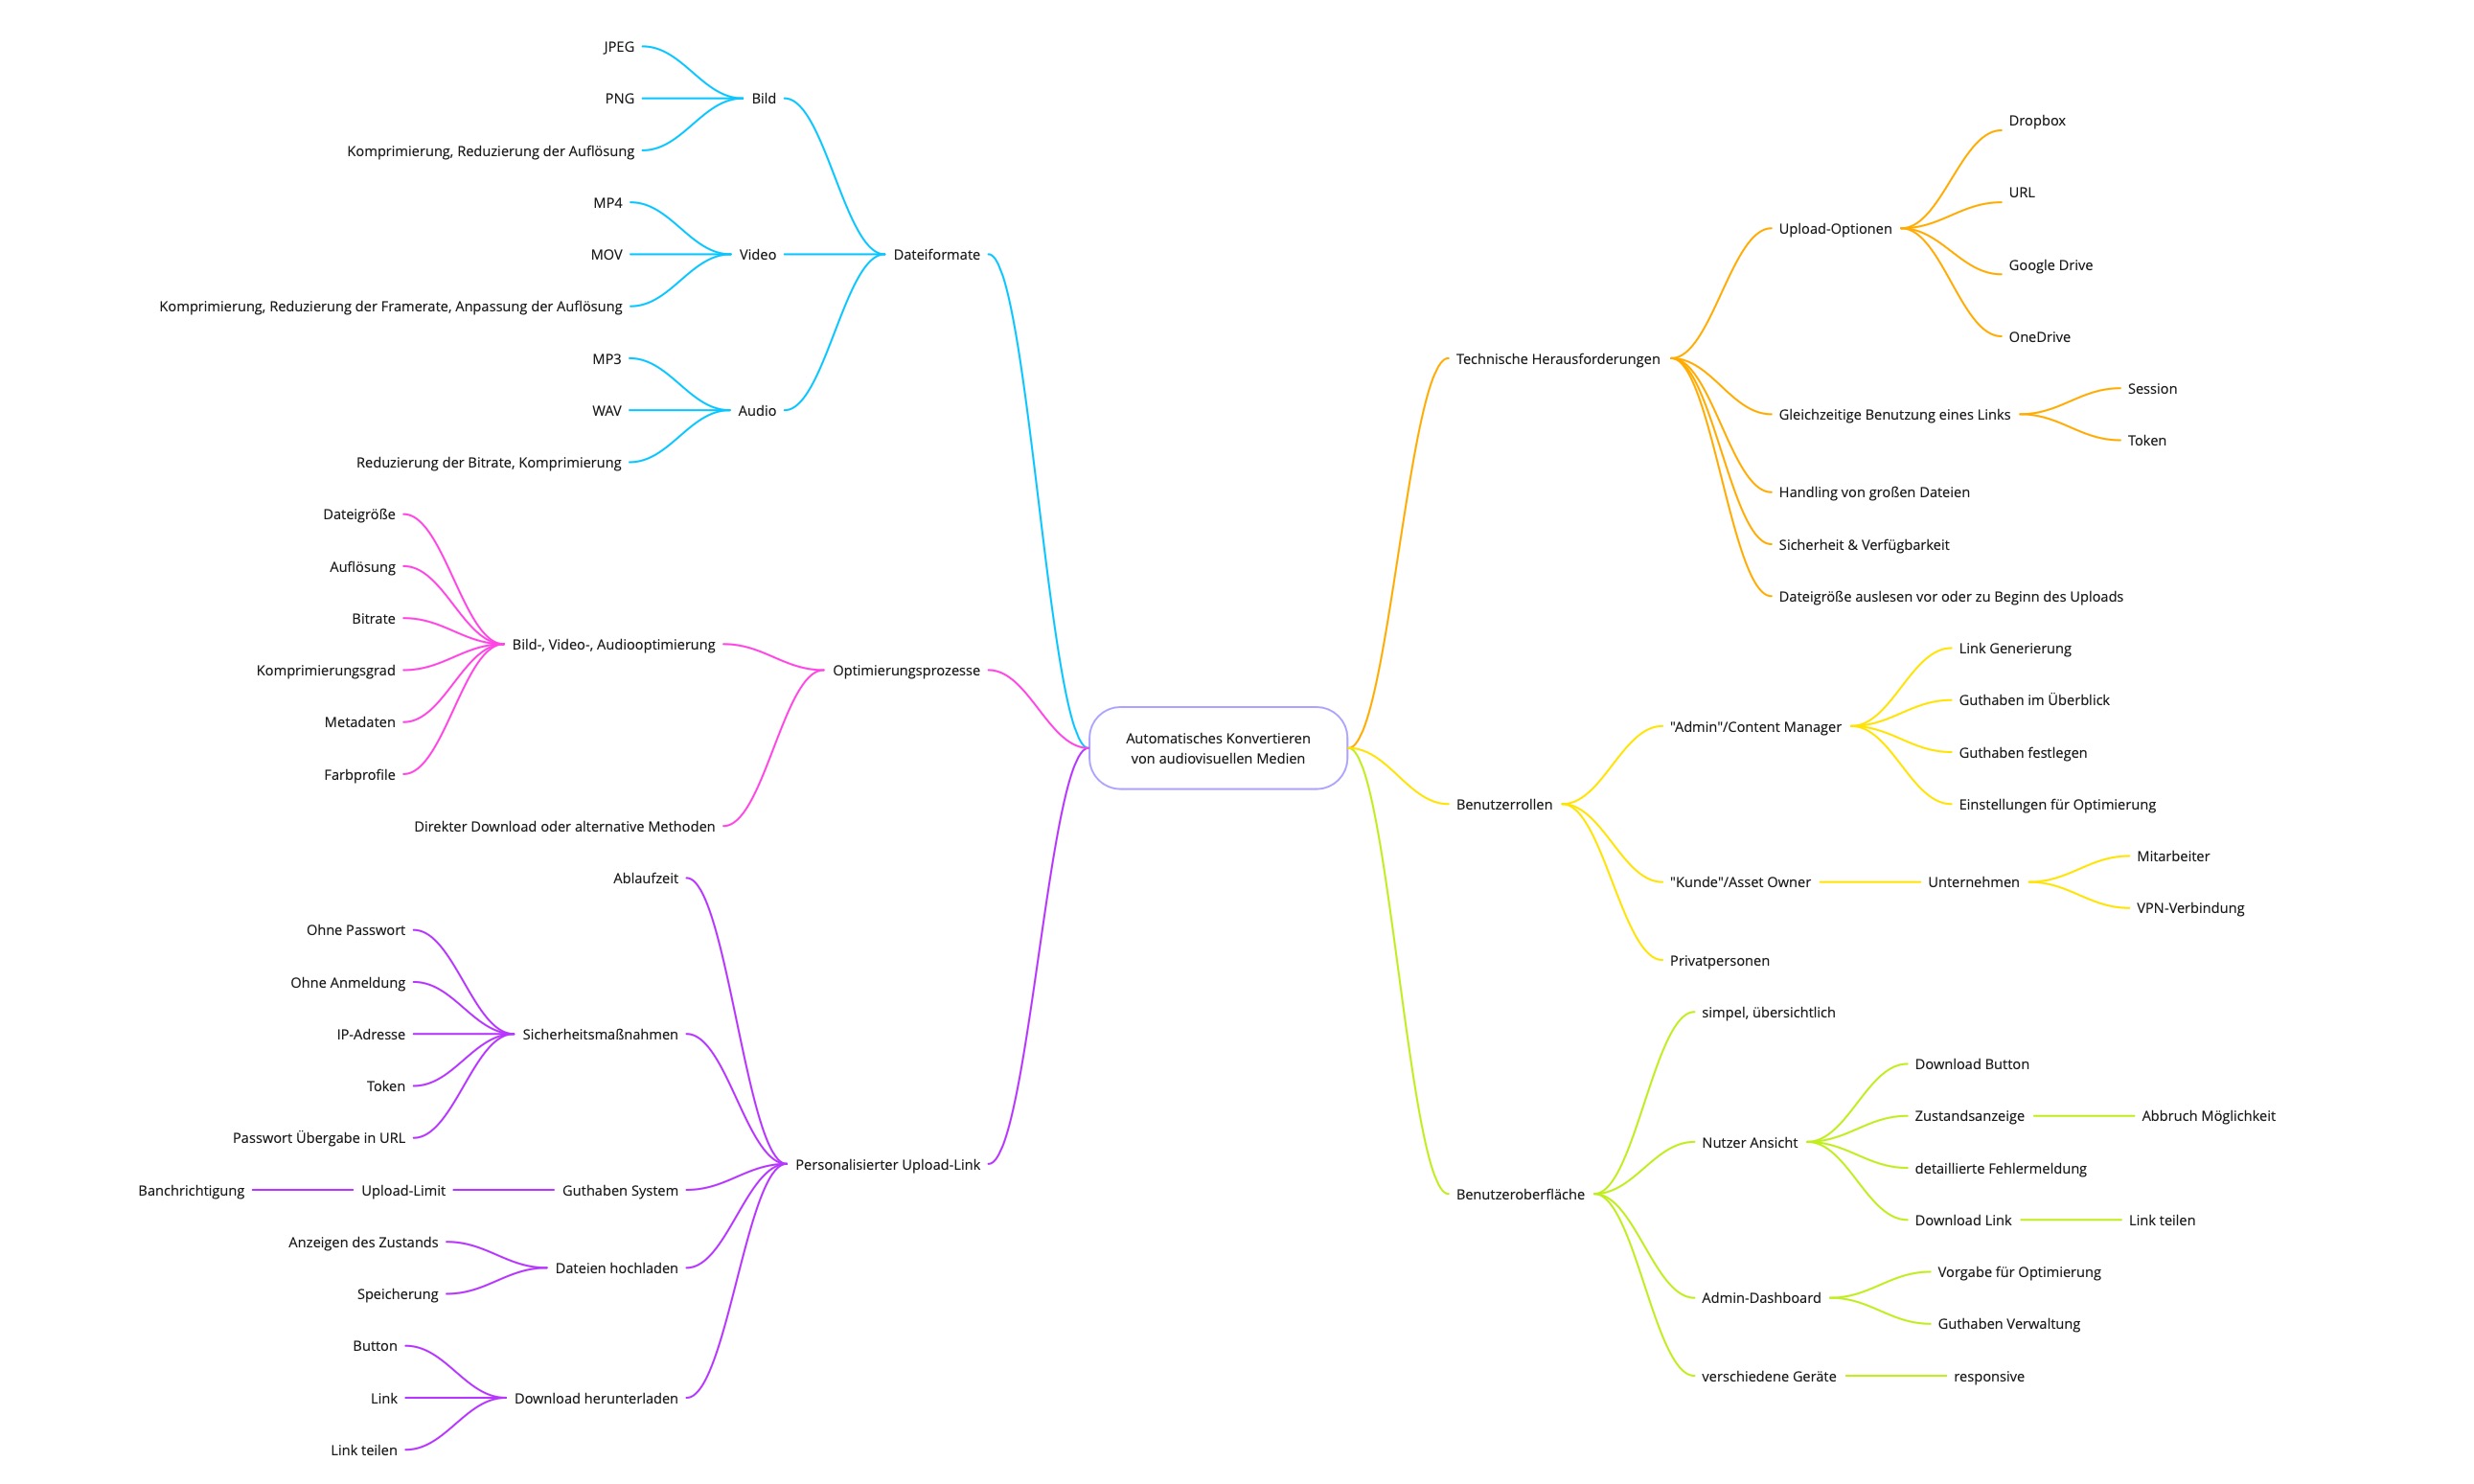 JPEG
PNG
Komprimierung, Reduzierung der Auflösung
Bild
MP4
MOV
Komprimierung, Reduzierung der Framerate, Anpassung der Auflösung
Video
MP3
WAV
Reduzierung der Bitrate, Komprimierung
Audio
Dateiformate
Dateigröße
Auflösung
Bitrate
Komprimierungsgrad
Metadaten
Farbprofile
Bild-, Video-, Audiooptimierung
Direkter Download oder alternative Methoden
Optimierungsprozesse
Ablaufzeit
Ohne Passwort
Ohne Anmeldung
IP-Adresse
Token
Passwort Übergabe in URL
Sicherheitsmaßnahmen
Banchrichtigung
Upload-Limit
Guthaben System
Anzeigen des Zustands
Speicherung
Dateien hochladen
Button
Link
Link teilen
Download herunterladen
Personalisierter Upload-Link
Automatisches Konvertieren
von audiovisuellen Medien
Technische Herausforderungen
Upload-Optionen
Dropbox
URL
Google Drive
OneDrive
Gleichzeitige Benutzung eines Links
Session
Token
Handling von großen Dateien
Sicherheit & Verfügbarkeit
Dateigröße auslesen vor oder zu Beginn des Uploads
Benutzerrollen
"Admin"/Content Manager
Link Generierung
Guthaben im Überblick
Guthaben festlegen
Einstellungen für Optimierung
"Kunde"/Asset Owner
Unternehmen
Mitarbeiter
VPN-Verbindung
Privatpersonen
Benutzeroberfläche
simpel, übersichtlich
Nutzer Ansicht
Download Button
Zustandsanzeige
Abbruch Möglichkeit
detaillierte Fehlermeldung
Download Link
Link teilen
Admin-Dashboard
Vorgabe für Optimierung
Guthaben Verwaltung
verschiedene Geräte
responsive